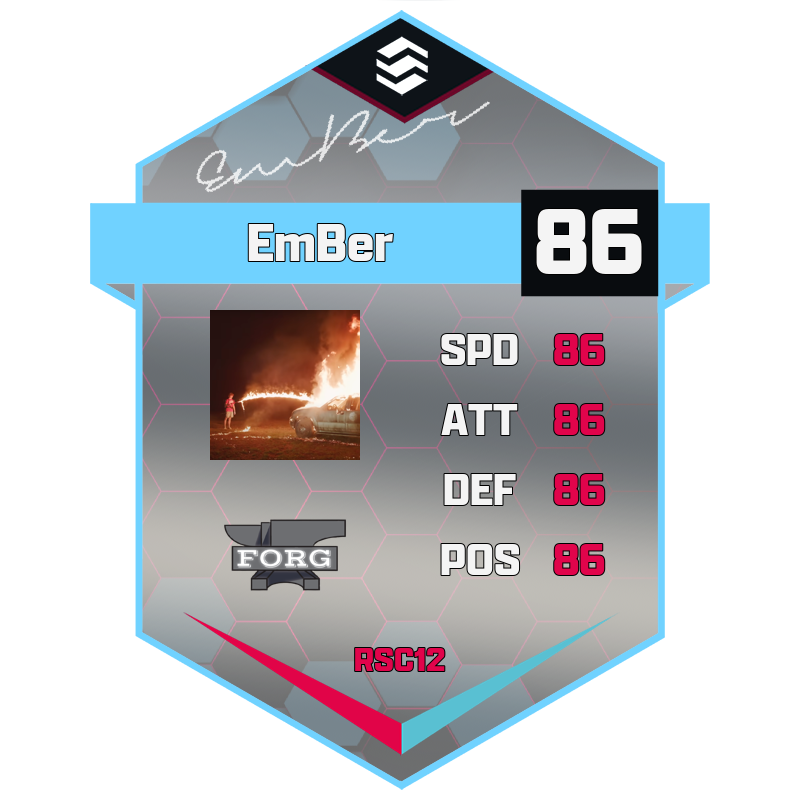 EmBer
EmBer 86
SPD 86
ATT 86
DEF 86
POS 86
FORG
RSC12